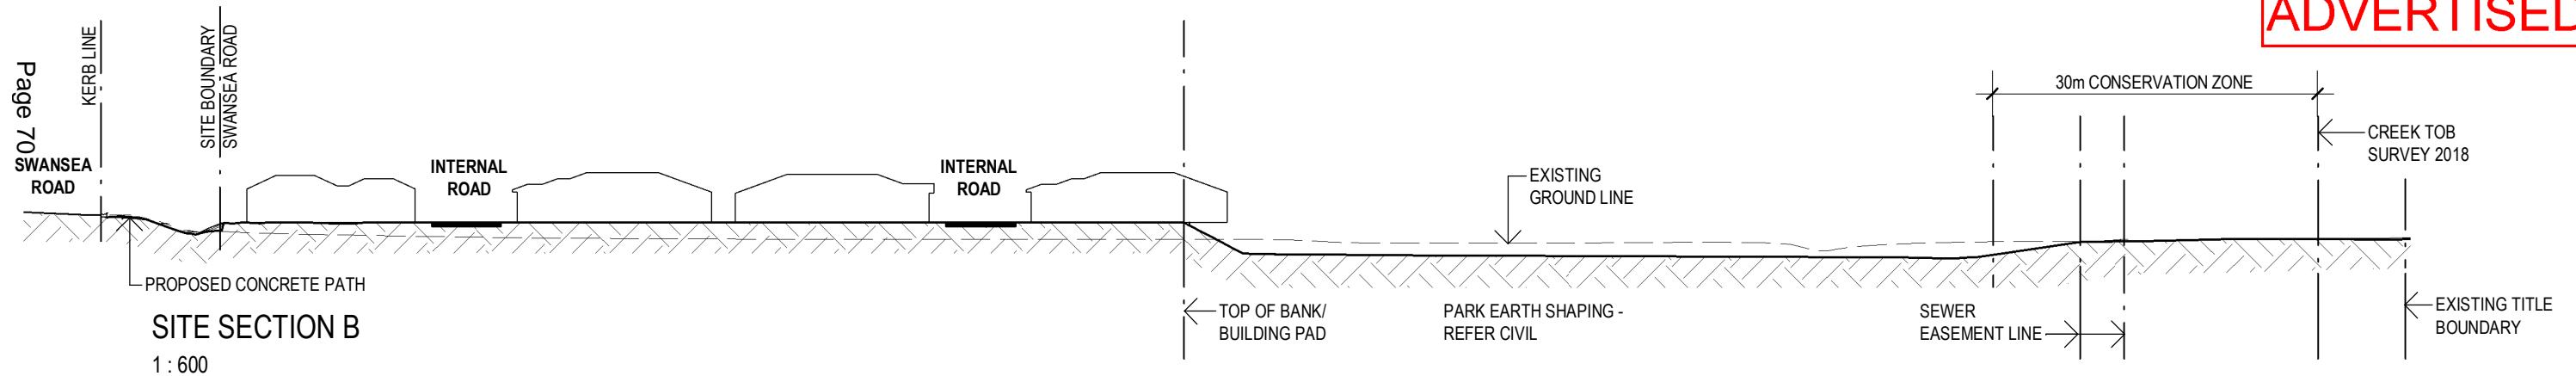 ADVERTISED
Page 70
KERB LINE
SITE BOUNDARY
SWANSEA ROAD
30m CONSERVATION ZONE
CREEK TOB
SURVEY 2018
SWANSEA
ROAD
INTERNAL
ROAD
INTERNAL
ROAD
EXISTING
GROUND LINE
PROPOSED CONCRETE PATH
TOP OF BANK/
BUILDING PAD
PARK EARTH SHAPING -
REFER CIVIL
SEWER
EASEMENT LINE
EXISTING TITLE
BOUNDARY
SITE SECTION B
1 : 600